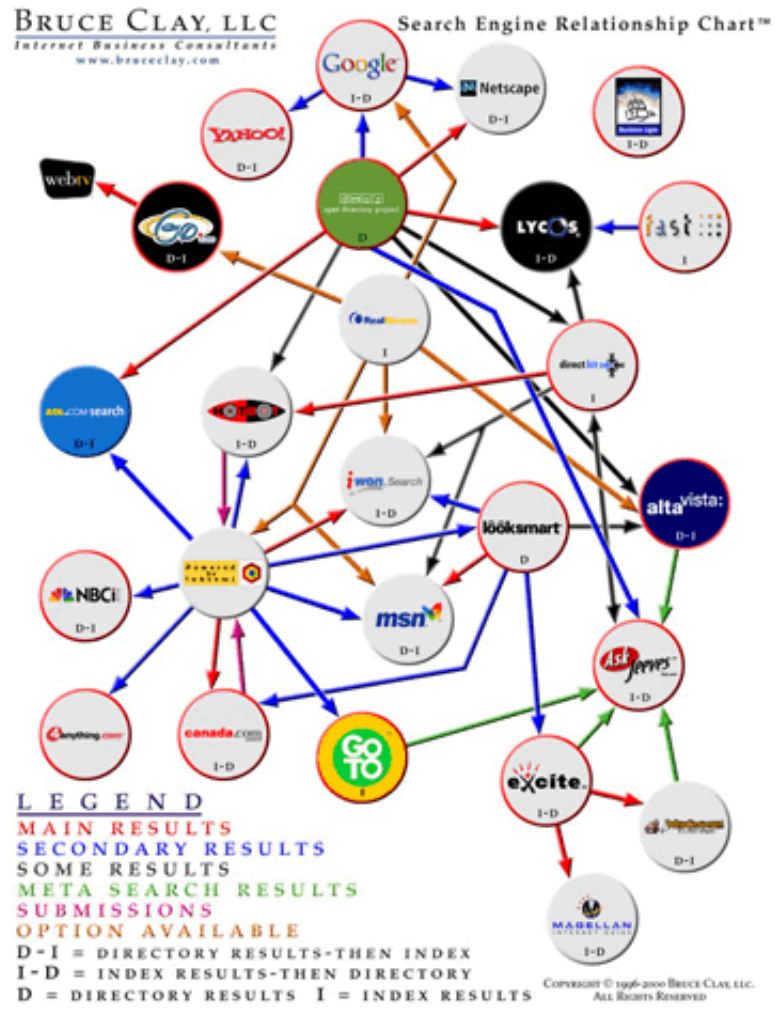 BRUCE CLAY, LLC
Internet Business Consultants
www.bruceclay.com
Search Engine Relationship Chart™
Google
I-D
Netscape
D-I
YAHOO!
D-I
I-D
webtv
D-I
open directory project
D
LYCOS
I-D
I
RealNames
I
direct hit
I
AOL.COM search
D-I
HOTBOT
I-D
iwon.Search
I-D
looksmart
D
altavista:
D-I
Powered
by
Inktomi
NBCi
D-I
msn
D-I
Ask
Jeeves
I-D
anything.com
canada.com
I-D
GO
TO
I
excite
I-D
D-I
MAGELLAN
INTERNET GUIDE
I-D
LEGEND
MAIN RESULTS
SECONDARY RESULTS
SOME RESULTS
META SEARCH RESULTS
SUBMISSIONS
OPTION AVAILABLE
D-I = DIRECTORY RESULTS-THEN INDEX
I-D = INDEX RESULTS-THEN DIRECTORY
D = DIRECTORY RESULTS I = INDEX RESULTS
COPYRIGHT © 1996-2000 BRUCE CLAY, LLC.
ALL RIGHTS RESERVED